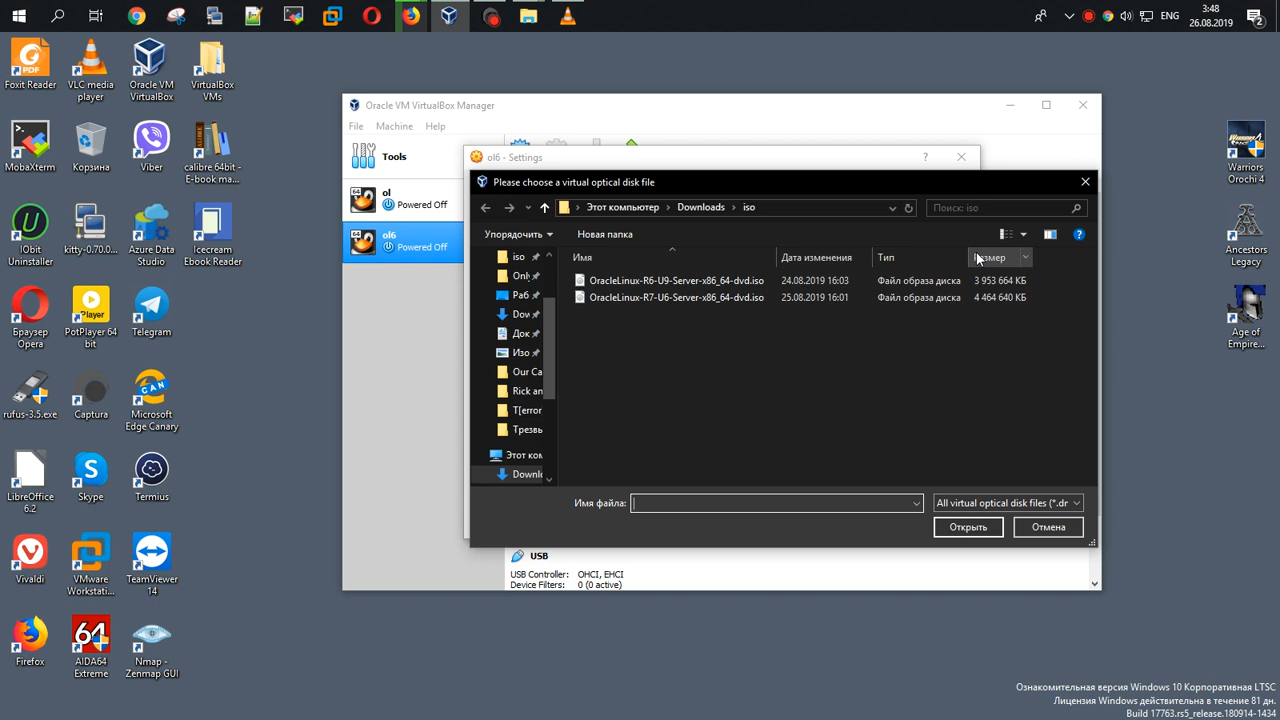 ENG
3:48
26.08.2019
2
Foxit Reader
VLC media
player
Oracle VM
VirtualBox
VirtualBox
VMs
MobaXterm
Корзина
Viber
calibre 64bit -
E-book ma...
IObit
Uninstaller
kitty-0.70.0...
Azure Data
Studio
Icecream
Ebook Reader
Браузер
Opera
Player
PotPlayer 64
bit
Telegram
rufus-3.5.exe
Captura
CAN
Microsoft
Edge Canary
LibreOffice
6.2
Skype
Termius
Vivaldi
VMware
Workstati...
TeamViewer
14
Firefox
64
AIDA64
Extreme
Nmap -
Zenmap GUI
Warriors
Orochi 4
Ancestors
Legacy
Age of
Empire...
Oracle VM VirtualBox Manager
File Machine Help
Tools
ol
Powered Off
ol6
Powered Off
ol6 - Settings
Please choose a virtual optical disk file
Этот компьютер
Downloads
iso
Поиск: iso
Упорядочить
Новая папка
Имя
Дата изменения
Тип
OracleLinux-R6-U9-Server-x86_64-dvd.iso 24.08.2019 16:03 Файл образа диска 3 953 664 КБ
OracleLinux-R7-U6-Server-x86_64-dvd.iso 25.08.2019 16:01 Файл образа диска 4 464 640 КБ
iso
Раб
Dow
Док
Изо
Our Ca
Rick an
T[error
Трезвь
Этот ком
Downlo
Имя файла:
All virtual optical disk files (*.dr
Открыть
Отмена
USB
USB Controller: OHCI, EHCI
Device Filters: 0 (0 active)
Ознакомительная версия Windows 10 Корпоративная LTSC
Лицензия Windows действительна в течение 81 дн.
Build 17763.rs5_release.180914-1434